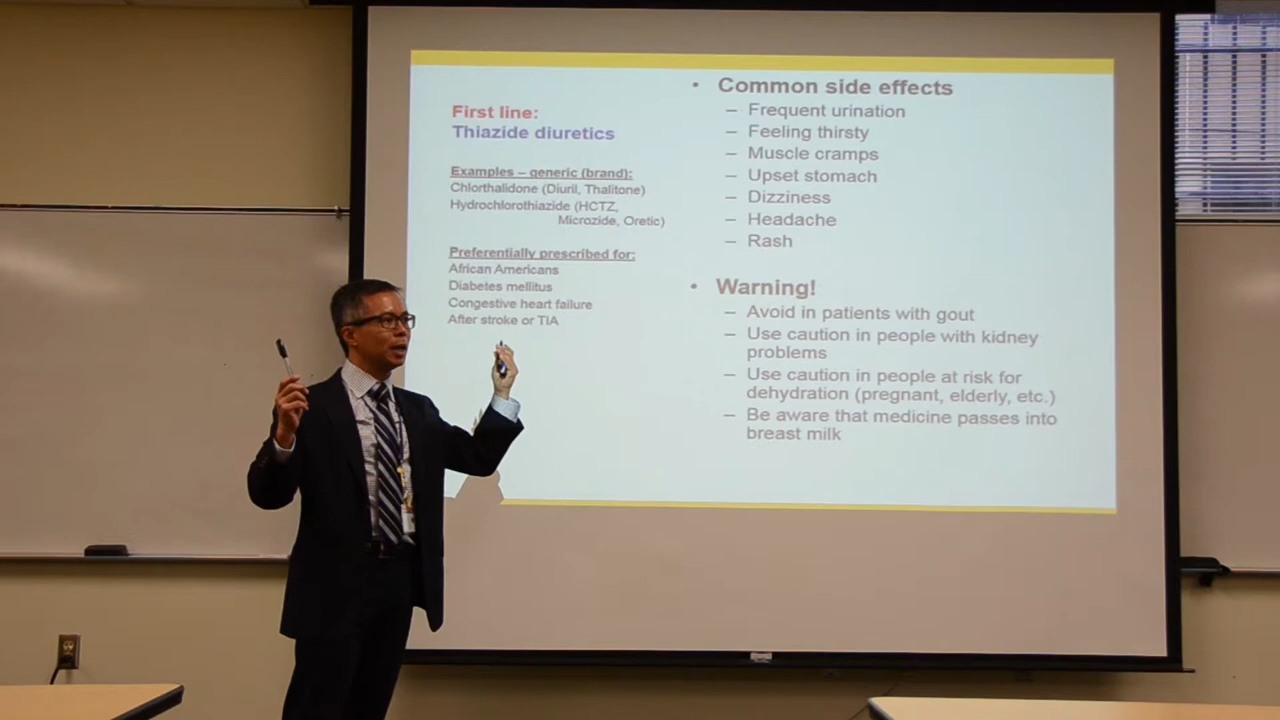 First line:
Thiazide diuretics
Examples – generic (brand):
Chlorthalidone (Diuril, Thalitone)
Hydrochlorothiazide (HCTZ,
Microzide, Oretic)
Preferentially prescribed for:
African Americans
Diabetes mellitus
Congestive heart failure
After stroke or TIA
• Common side effects
– Frequent urination
– Feeling thirsty
– Muscle cramps
– Upset stomach
– Dizziness
– Headache
– Rash
• Warning!
– Avoid in patients with gout
– Use caution in people with kidney
problems
– Use caution in people at risk for
dehydration (pregnant, elderly, etc.)
– Be aware that medicine passes into
breast milk